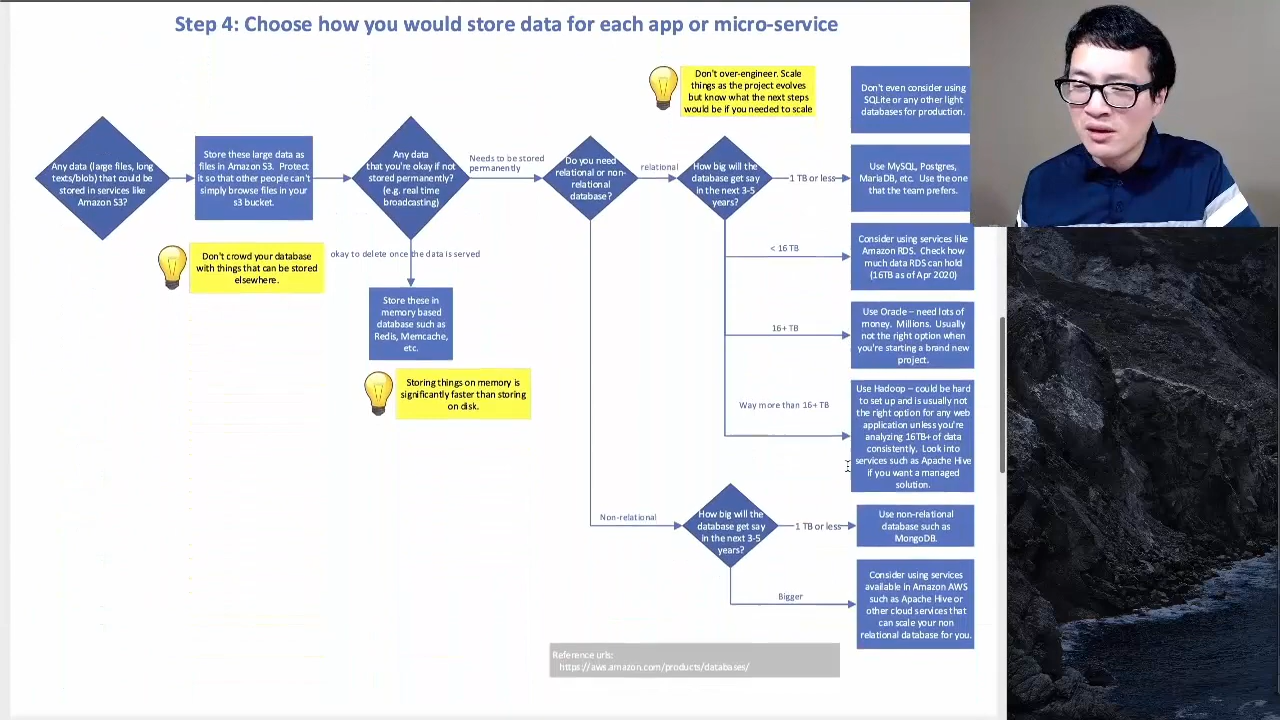 Step 4: Choose how you would store data for each app or micro-service
Don't over-engineer. Scale
things as the project evolves
but know what the next steps
would be if you needed to scale
Don't even consider using
SQLite or any other light
databases for production.
Any data (large files, long
texts/blob) that could be
stored in services like
Amazon S3?
Store these large data as
files in Amazon S3. Protect
it so that other people can't
simply browse files in your
s3 bucket.
Any data
that you're okay if not
stored permanently?
(e.g. real time
broadcasting)
Needs to be stored
permanently
Do you need
relational or non-
relational
database?
relational
How big will the
database get say
in the next 3-5
years?
1 TB or less
Use MySQL, Postgres,
MariaDB, etc. Use the one
that the team prefers.
Don't crowd your database
with things that can be stored
elsewhere.
okay to delete once the data is served
< 16 TB
Consider using services like
Amazon RDS. Check how
much data RDS can hold
(16TB as of Apr 2020)
Store these in
memory based
database such as
Redis, Memcache,
etc.
16+ TB
Use Oracle – need lots of
money. Millions. Usually
not the right option when
you're starting a brand new
project.
Storing things on memory is
significantly faster than storing
on disk.
Way more than 16+ TB
Use Hadoop – could be hard
to set up and is usually not
the right option for any web
application unless you're
analyzing 16TB+ of data
consistently. Look into
services such as Apache Hive
if you want a managed
solution.
Non-relational
How big will the
database get say
in the next 3-5
years?
1 TB or less
Use non-relational
database such as
MongoDB.
Bigger
Consider using services
available in Amazon AWS
such as Apache Hive or
other cloud services that
can scale your non
relational database for you.
Reference urls:
https://aws.amazon.com/products/databases/